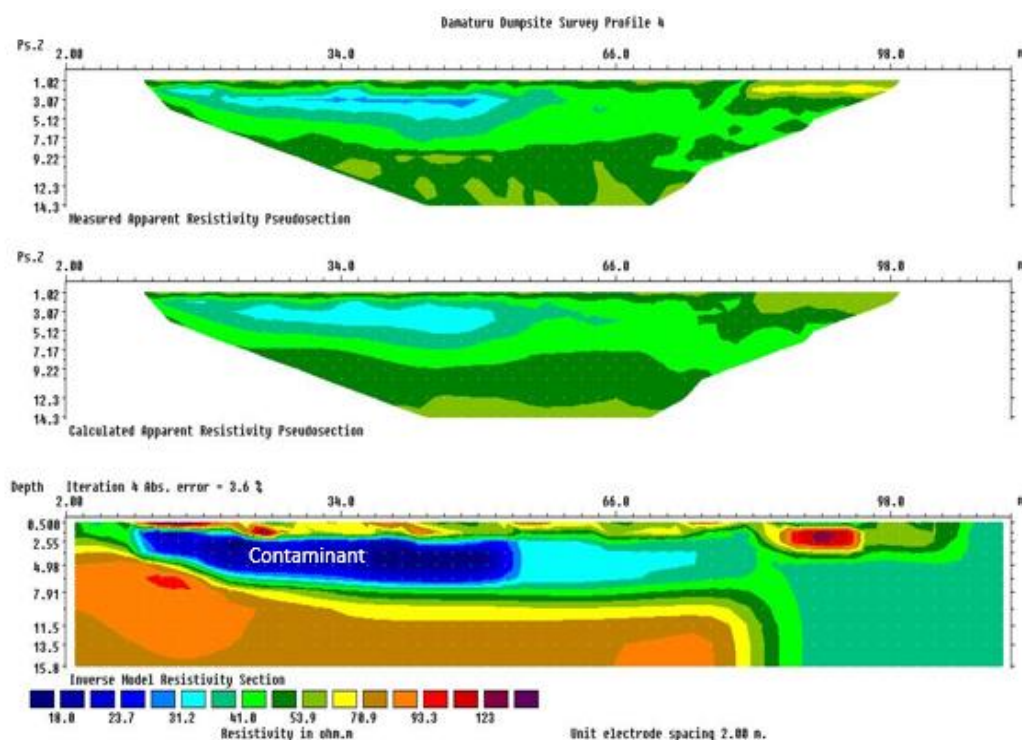 Damaturu Dumpsite Survey Profile 4
Ps.Z 2.00 34.0 66.0 98.0 m
1.02
3.07
5.12
7.17
9.22
12.3
14.3
Measured Apparent Resistivity Pseudosection
Ps.Z 2.00 34.0 66.0 98.0 m
1.02
3.07
5.12
7.17
9.22
12.3
14.3
Calculated Apparent Resistivity Pseudosection
Depth Iteration 4 Abs. error = 3.6 %
2.00 34.0 66.0 98.0 m
0.500
2.55
Contaminant
4.98
7.91
11.5
13.5
15.8
Inverse Model Resistivity Section
18.0 23.7 31.2 41.0 53.9 70.9 93.3 123
Resistivity in ohm.m Unit electrode spacing 2.00 m.